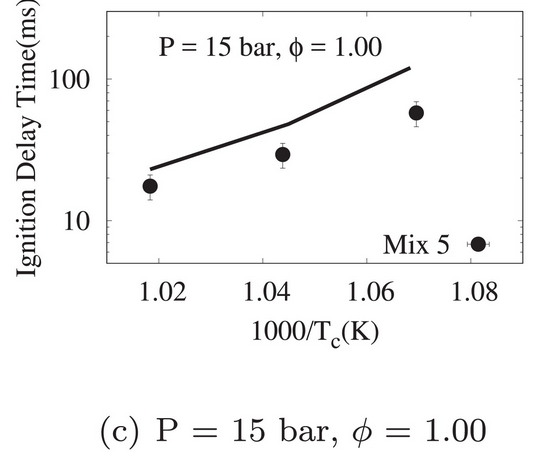 Ignition Delay Time(ms)
P = 15 bar, ϕ = 1.00
100
10
Mix 5
1.02 1.04 1.06 1.08
1000/T_c(K)
(c) P = 15 bar, ϕ = 1.00